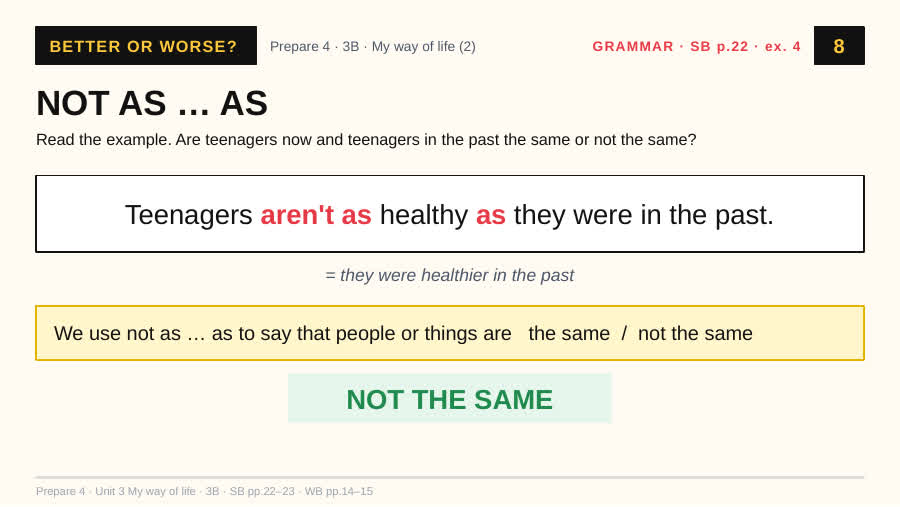 BETTER OR WORSE? Prepare 4 · 3B · My way of life (2) GRAMMAR · SB p.22 · ex. 4 8
NOT AS … AS
Read the example. Are teenagers now and teenagers in the past the same or not the same?
Teenagers aren't as healthy as they were in the past.
= they were healthier in the past
We use not as … as to say that people or things are the same / not the same
NOT THE SAME
Prepare 4 · Unit 3 My way of life · 3B · SB pp.22–23 · WB pp.14–15